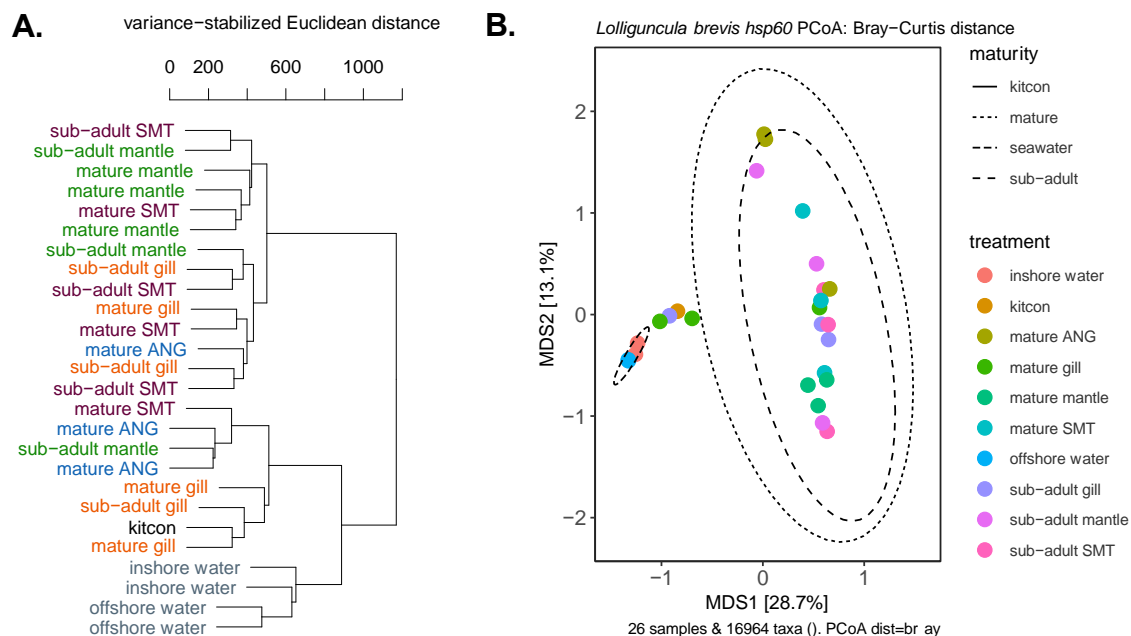 A.
variance−stabilized Euclidean distance
0 200 600 1000
sub−adult SMT
sub−adult mantle
mature mantle
mature mantle
mature SMT
mature mantle
sub−adult mantle
sub−adult gill
sub−adult SMT
mature gill
mature SMT
mature ANG
sub−adult gill
sub−adult SMT
mature SMT
mature ANG
sub−adult mantle
mature ANG
mature gill
sub−adult gill
kitcon
mature gill
inshore water
inshore water
offshore water
offshore water
B.
Lolliguncula brevis hsp60 PCoA: Bray−Curtis distance
MDS2 [13.1%]
2
1
0
−1
−2
−1 0 1
MDS1 [28.7%]
26 samples & 16964 taxa (). PCoA dist=br ay
maturity
kitcon
mature
seawater
sub−adult
treatment
inshore water
kitcon
mature ANG
mature gill
mature mantle
mature SMT
offshore water
sub−adult gill
sub−adult mantle
sub−adult SMT